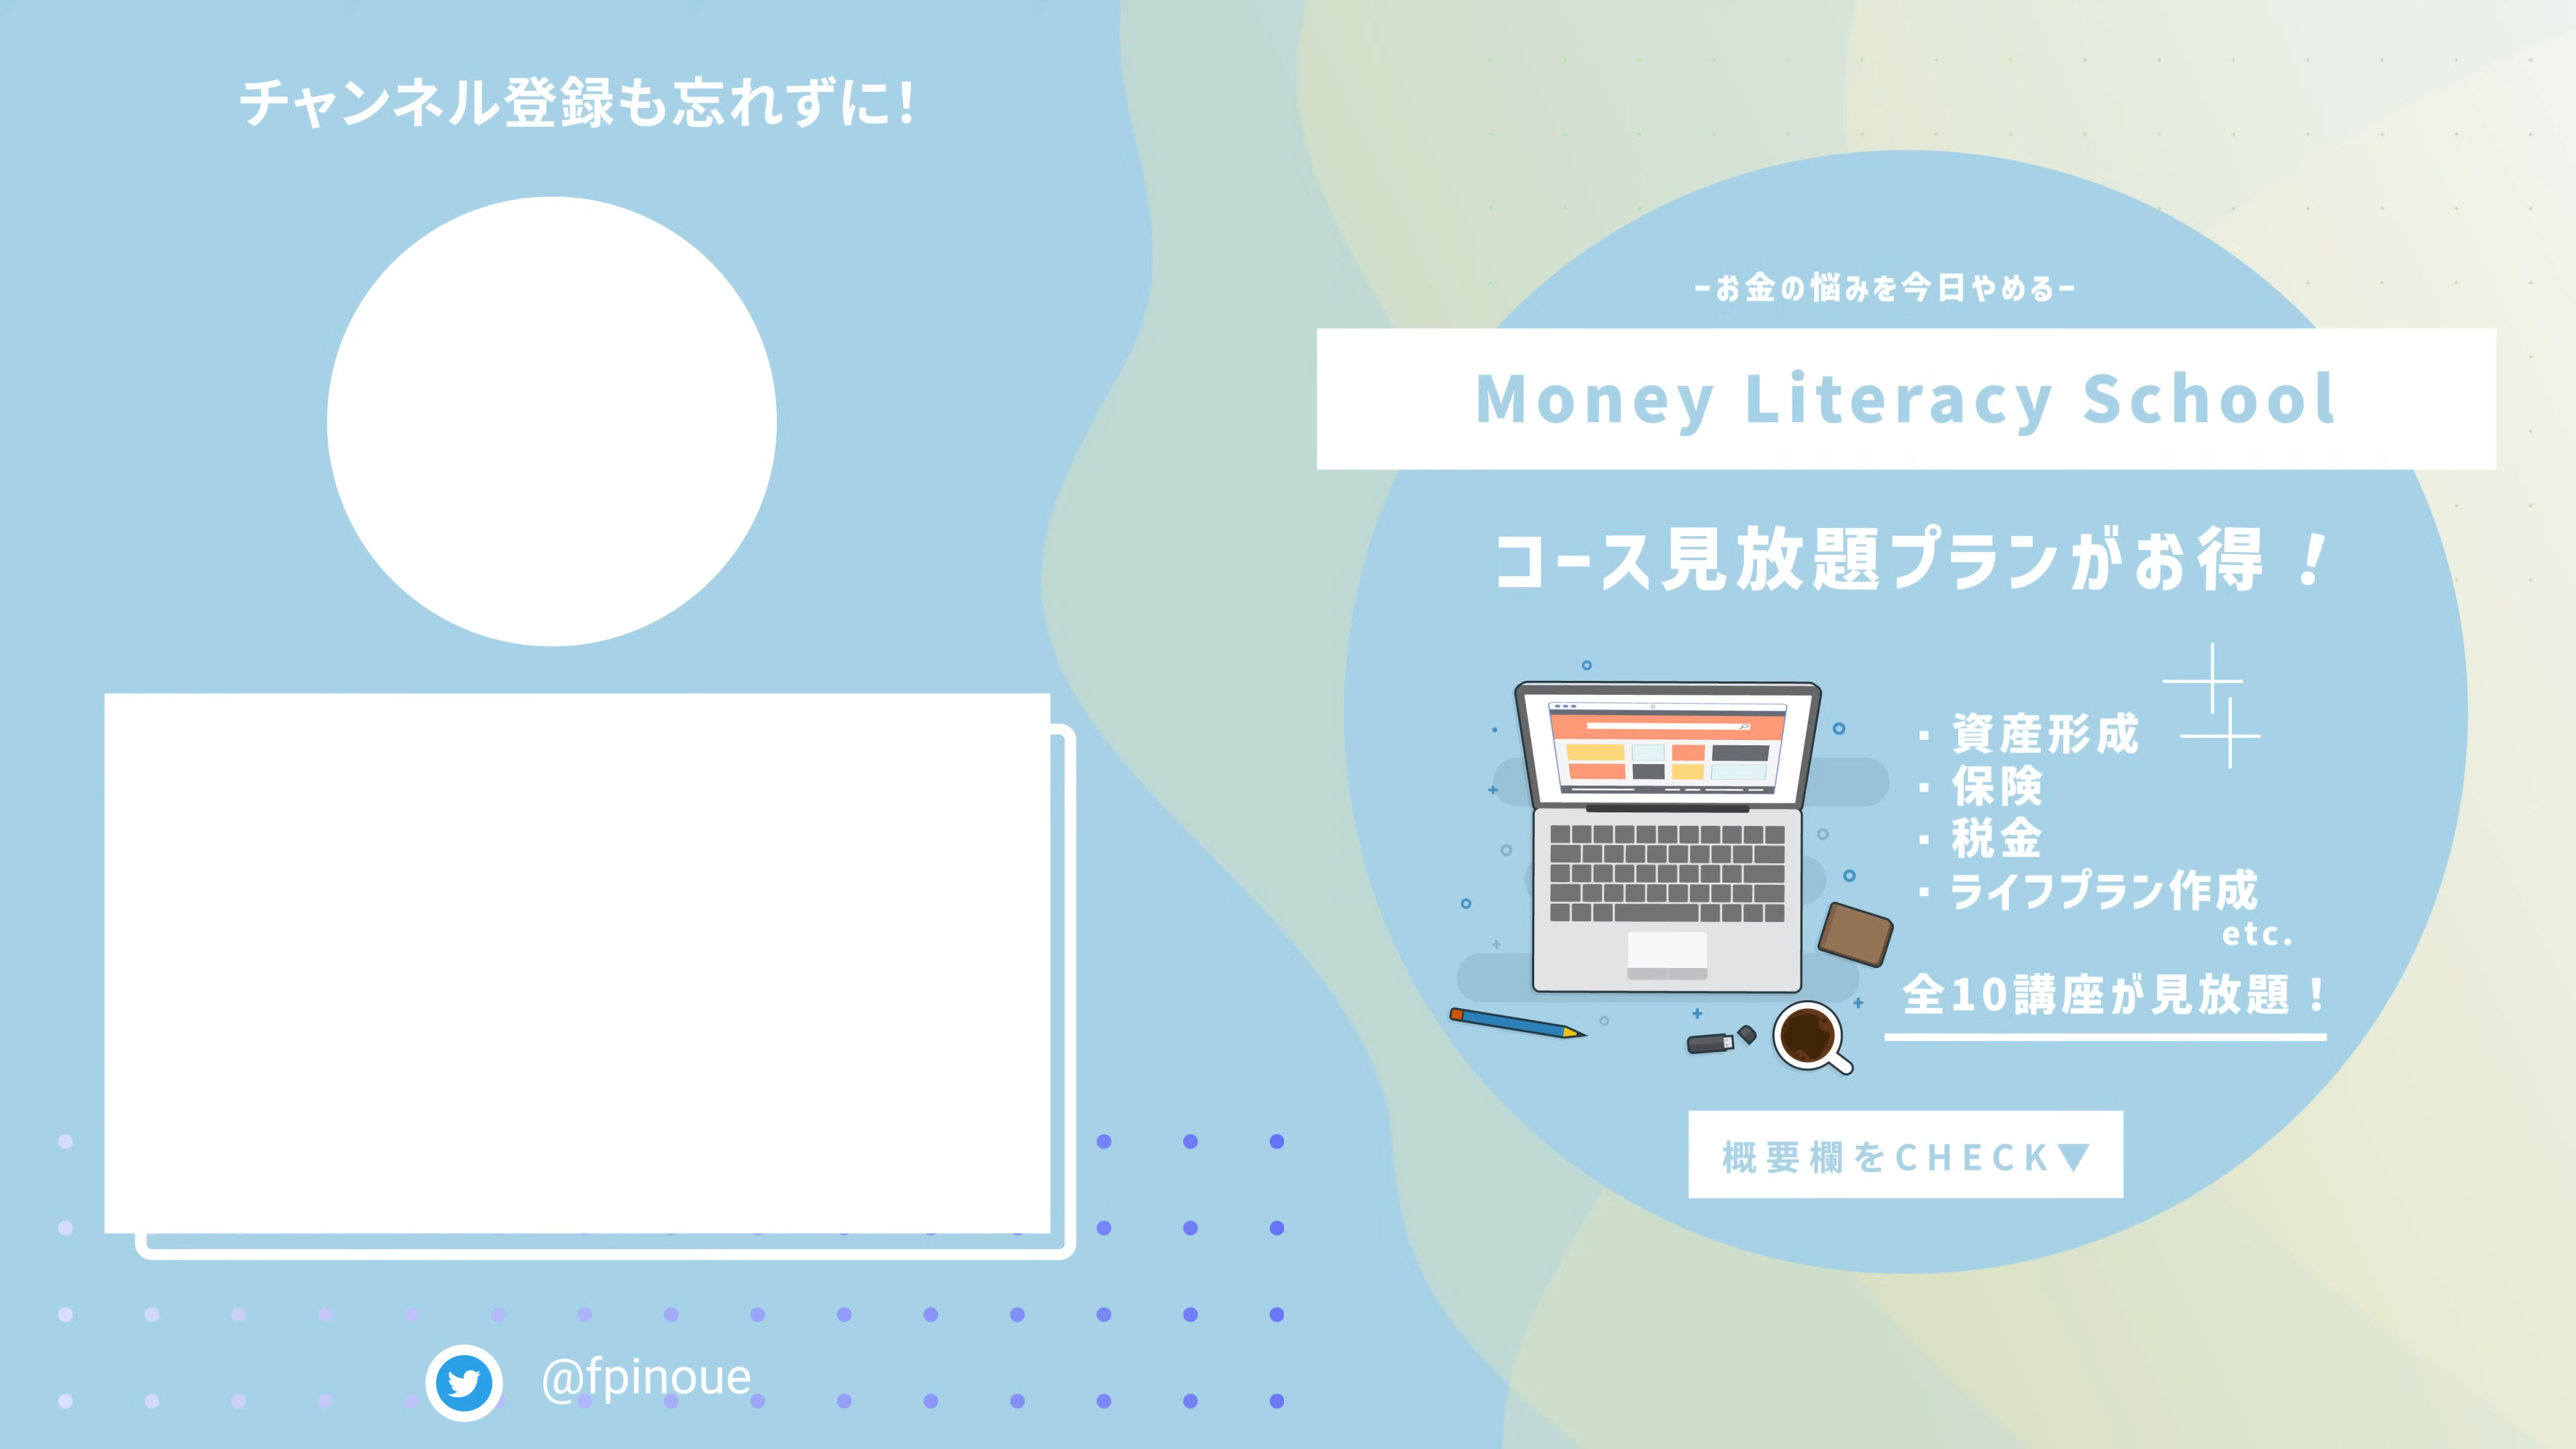 チャンネル登録も忘れずに!
-お金の悩みを今日やめる-
Money Literacy School
コース見放題プランがお得！
・資産形成
・保険
・税金
・ライフプラン作成
etc.
全10講座が見放題！
概要欄をCHECK▼
@fpinoue